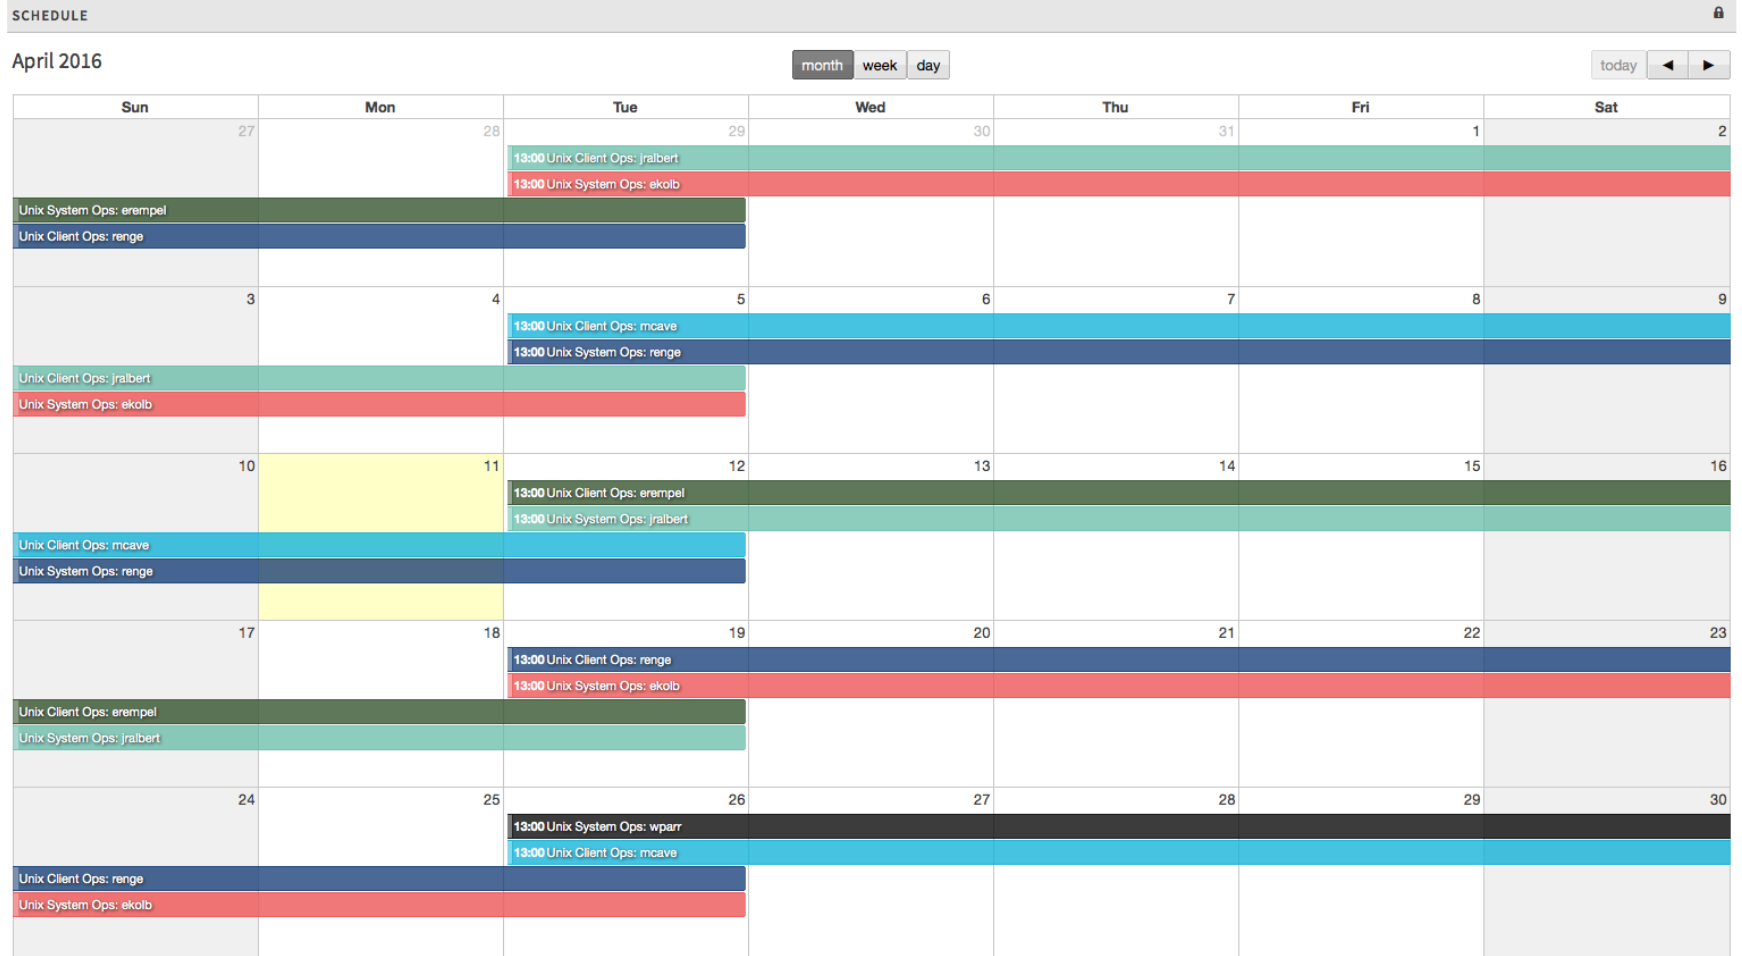 SCHEDULE
April 2016
month week day
today
Sun Mon Tue Wed Thu Fri Sat
27 28 29 30 31 1 2
13:00 Unix Client Ops: jralbert
13:00 Unix System Ops: ekolb
Unix System Ops: erempel
Unix Client Ops: renge
3 4 5 6 7 8 9
13:00 Unix Client Ops: mcave
13:00 Unix System Ops: renge
Unix Client Ops: jralbert
Unix System Ops: ekolb
10 11 12 13 14 15 16
13:00 Unix Client Ops: erempel
13:00 Unix System Ops: jralbert
Unix Client Ops: mcave
Unix System Ops: renge
17 18 19 20 21 22 23
13:00 Unix Client Ops: renge
13:00 Unix System Ops: ekolb
Unix Client Ops: erempel
Unix System Ops: jralbert
24 25 26 27 28 29 30
13:00 Unix System Ops: wparr
13:00 Unix Client Ops: mcave
Unix Client Ops: renge
Unix System Ops: ekolb